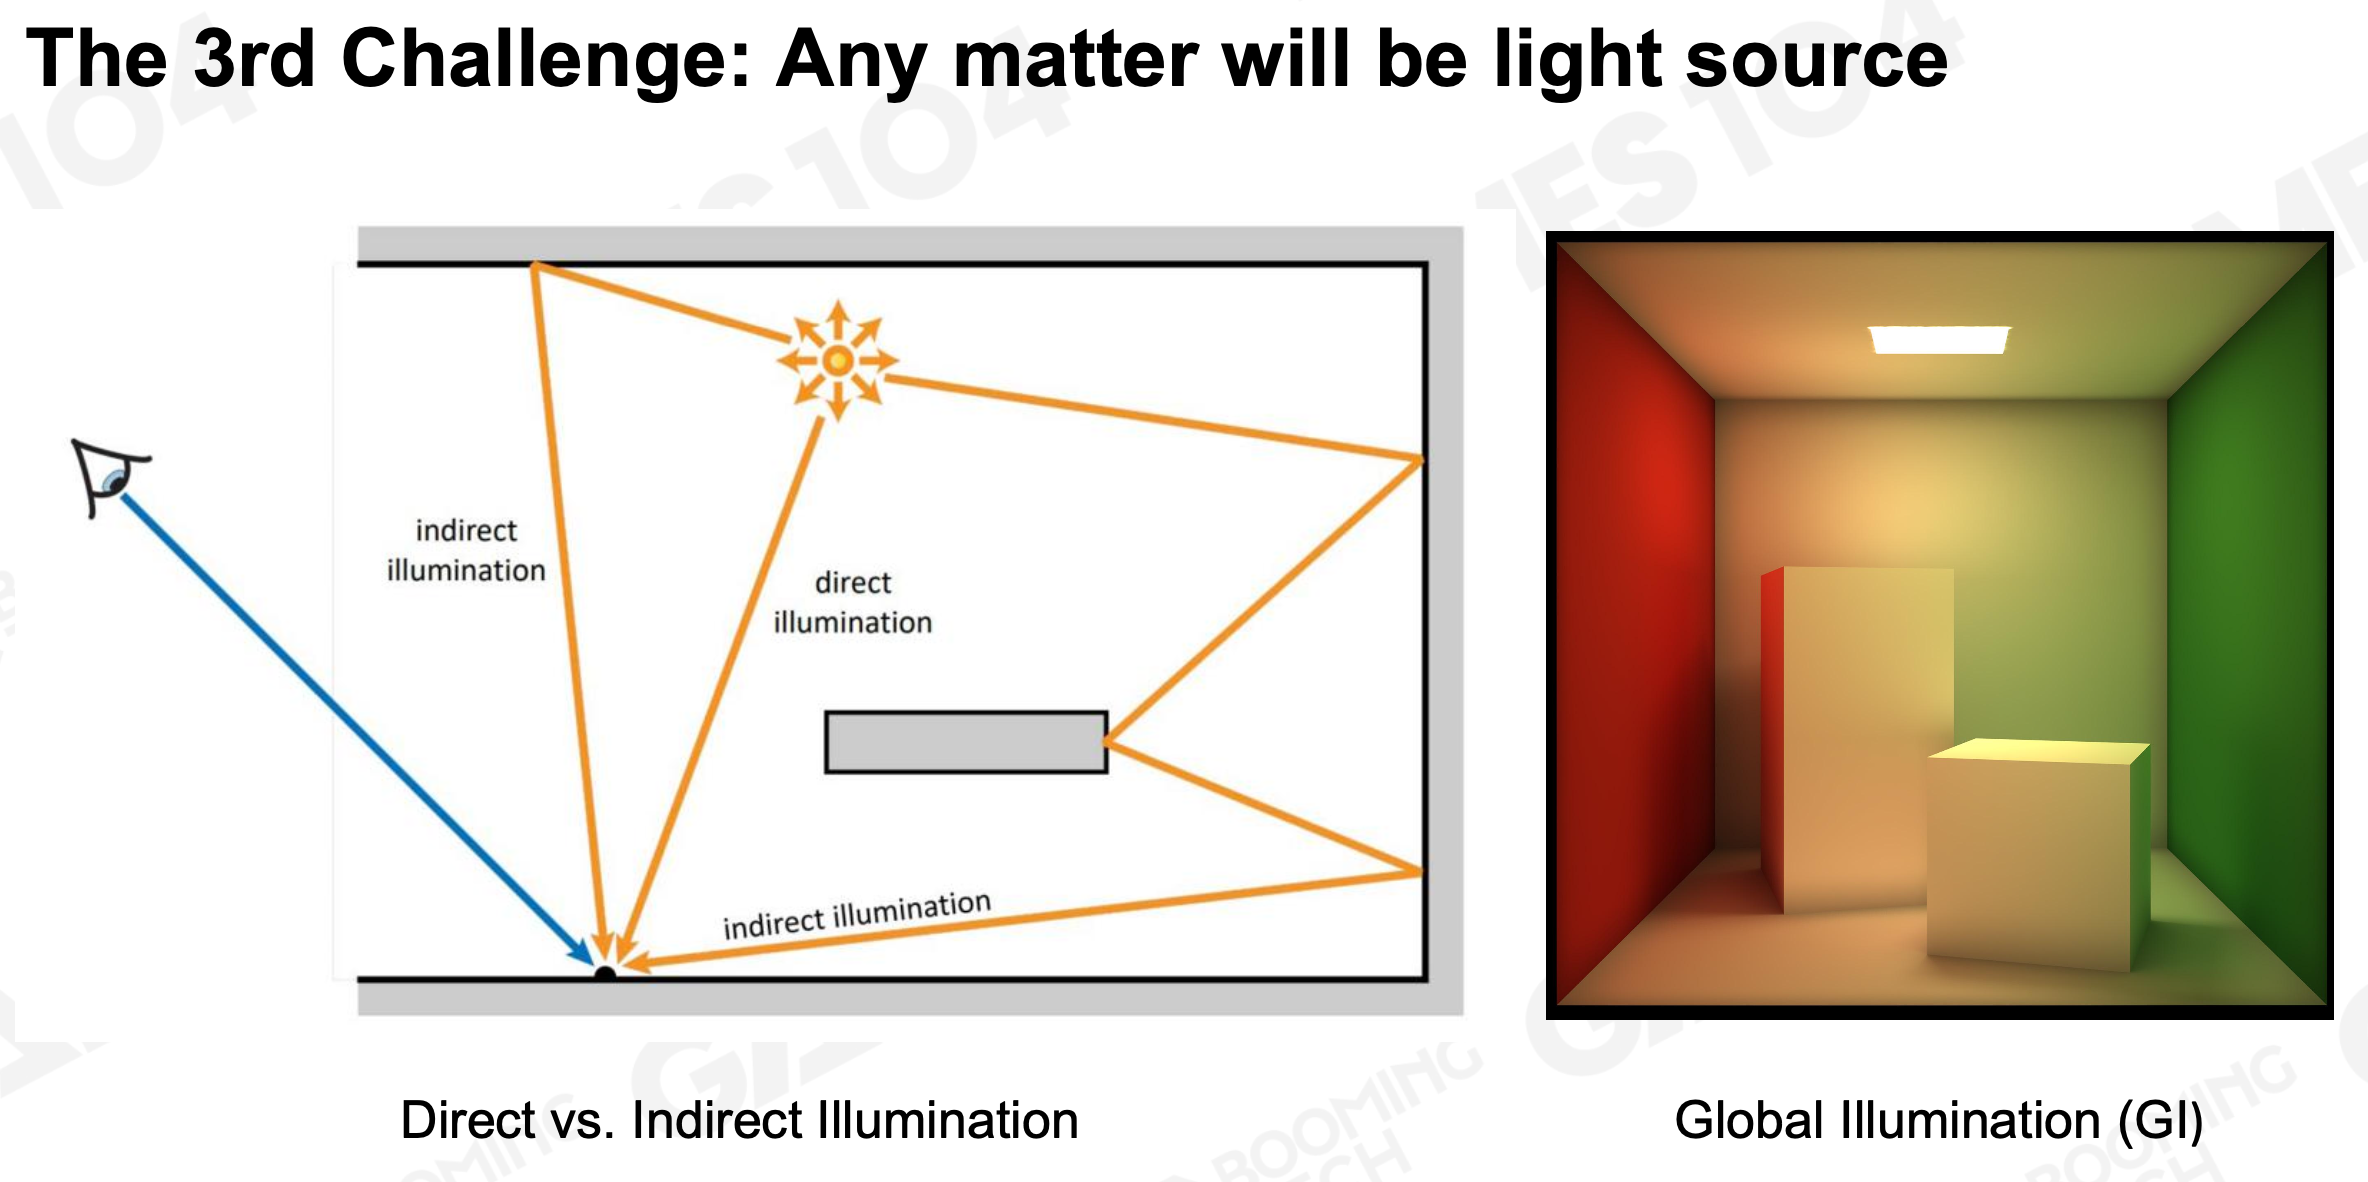 The 3rd Challenge: Any matter will be light source
indirect
illumination
direct
illumination
indirect illumination
Direct vs. Indirect Illumination
Global Illumination (GI)